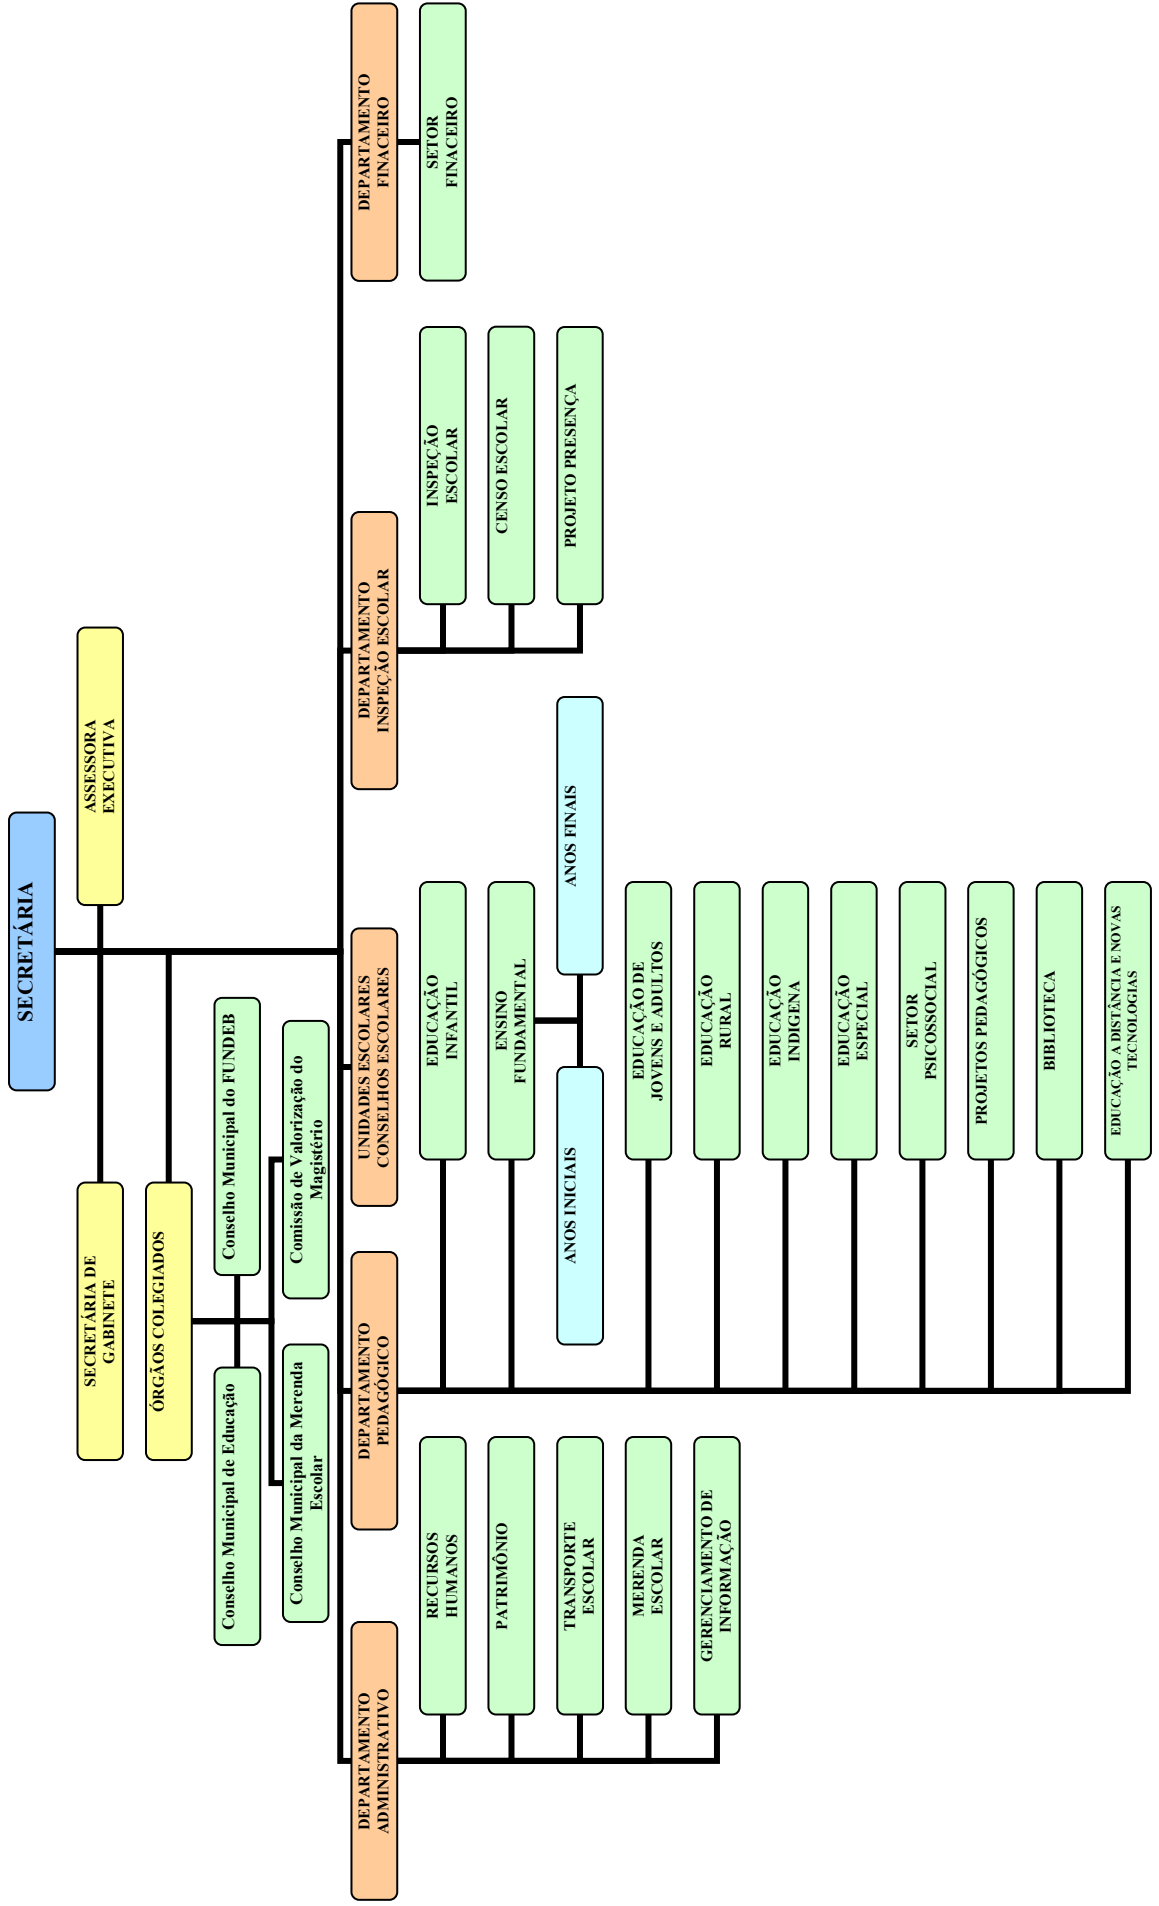 SECRETÁRIA
SECRETÁRIA DE
GABINETE
ASSESSORA
EXECUTIVA
ÓRGÃOS COLEGIADOS
Conselho Municipal de Educação
Conselho Municipal do FUNDEB
Conselho Municipal da Merenda
Escolar
Comissão de Valorização do
Magistério
DEPARTAMENTO
ADMINISTRATIVO
RECURSOS
HUMANOS
PATRIMÔNIO
TRANSPORTE
ESCOLAR
MERENDA
ESCOLAR
GERENCIAMENTO DE
INFORMAÇÃO
DEPARTAMENTO
PEDAGÓGICO
EDUCAÇÃO
INFANTIL
ENSINO
FUNDAMENTAL
ANOS INICIAIS
ANOS FINAIS
EDUCAÇÃO DE
JOVENS E ADULTOS
EDUCAÇÃO
RURAL
EDUCAÇÃO
INDIGENA
EDUCAÇÃO
ESPECIAL
SETOR
PSICOSSOCIAL
PROJETOS PEDAGÓGICOS
BIBLIOTECA
EDUCAÇÃO A DISTÂNCIA E NOVAS
TECNOLOGIAS
UNIDADES ESCOLARES
CONSELHOS ESCOLARES
DEPARTAMENTO
INSPEÇÃO ESCOLAR
INSPEÇÃO
ESCOLAR
CENSO ESCOLAR
PROJETO PRESENÇA
DEPARTAMENTO
FINACEIRO
SETOR
FINACEIRO